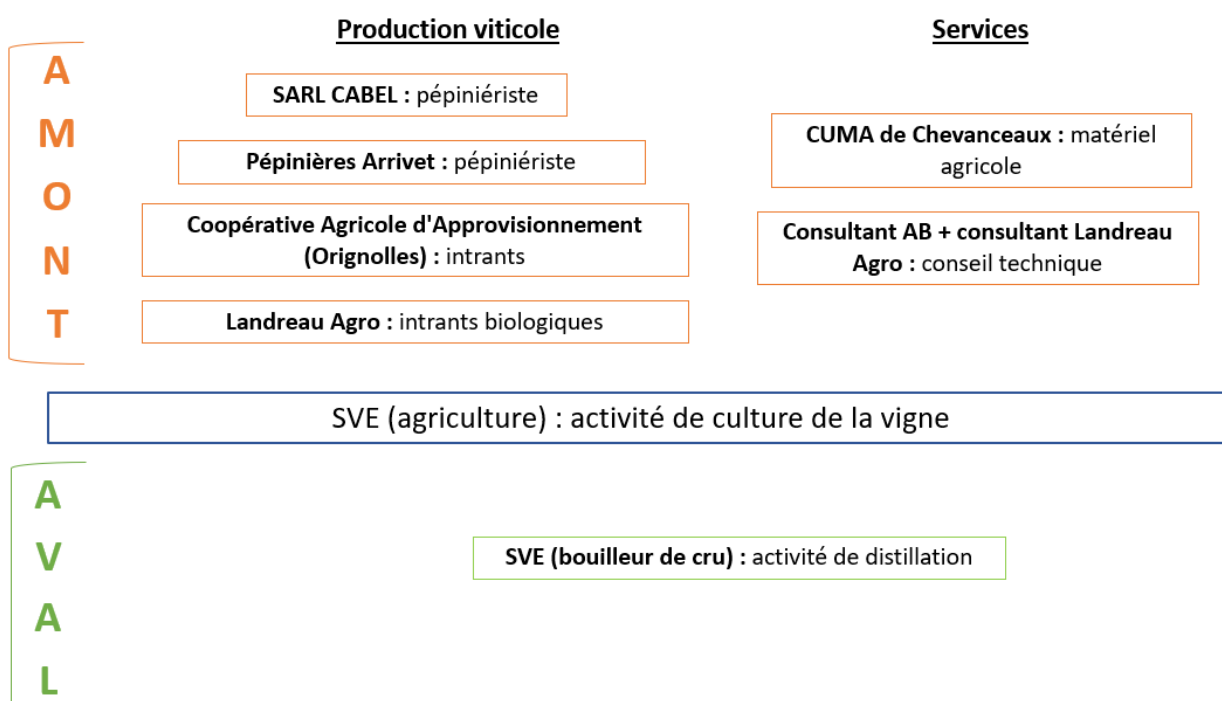 Production viticole
Services
A
M
O
N
T
SARL CABEL : pépiniériste
Pépinières Arrivet : pépiniériste
Coopérative Agricole d'Approvisionnement
(Orignolles) : intrants
Landreau Agro : intrants biologiques
CUMA de Chevanceaux : matériel
agricole
Consultant AB + consultant Landreau
Agro : conseil technique
SVE (agriculture) : activité de culture de la vigne
A
V
A
L
SVE (bouilleur de cru) : activité de distillation